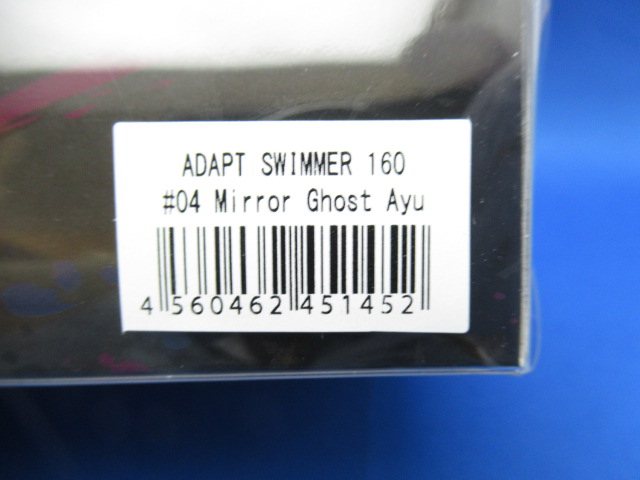 ADAPT SWIMMER 160
#04 Mirror Ghost Ayu
4 560462 451452